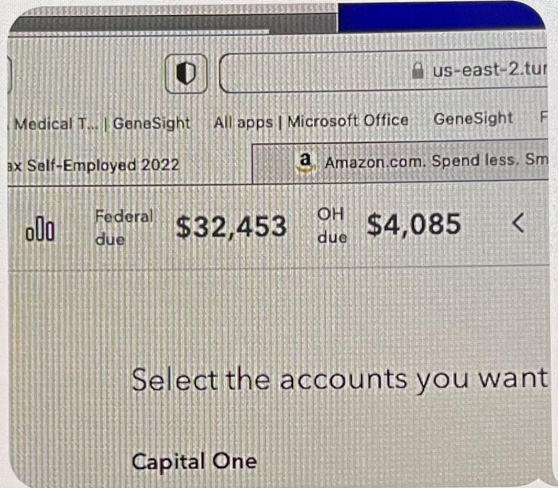 us-east-2.tur
Medical T... | GeneSight All apps | Microsoft Office GeneSight F
ax Self-Employed 2022
a Amazon.com. Spend less. Sm
Federal due $32,453 OH due $4,085 <
Select the accounts you want
Capital One